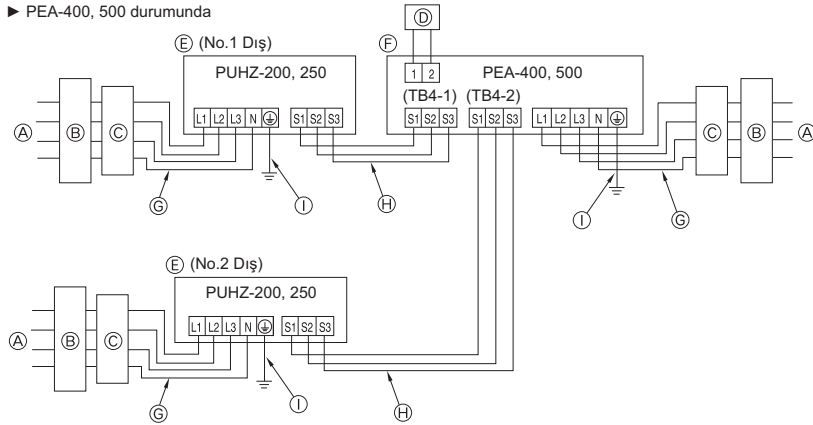 ► PEA-400, 500 durumunda
D
E (No.1 Dış)
F
PUHZ-200, 250
1 2
PEA-400, 500
(TB4-1) (TB4-2)
L1 L2 L3 N S1 S2 S3
S1 S2 S3 S1 S2 S3 L1 L2 L3 N
A B C
C B A
G I H I G
E (No.2 Dış)
PUHZ-200, 250
L1 L2 L3 N S1 S2 S3
A B C
G I H